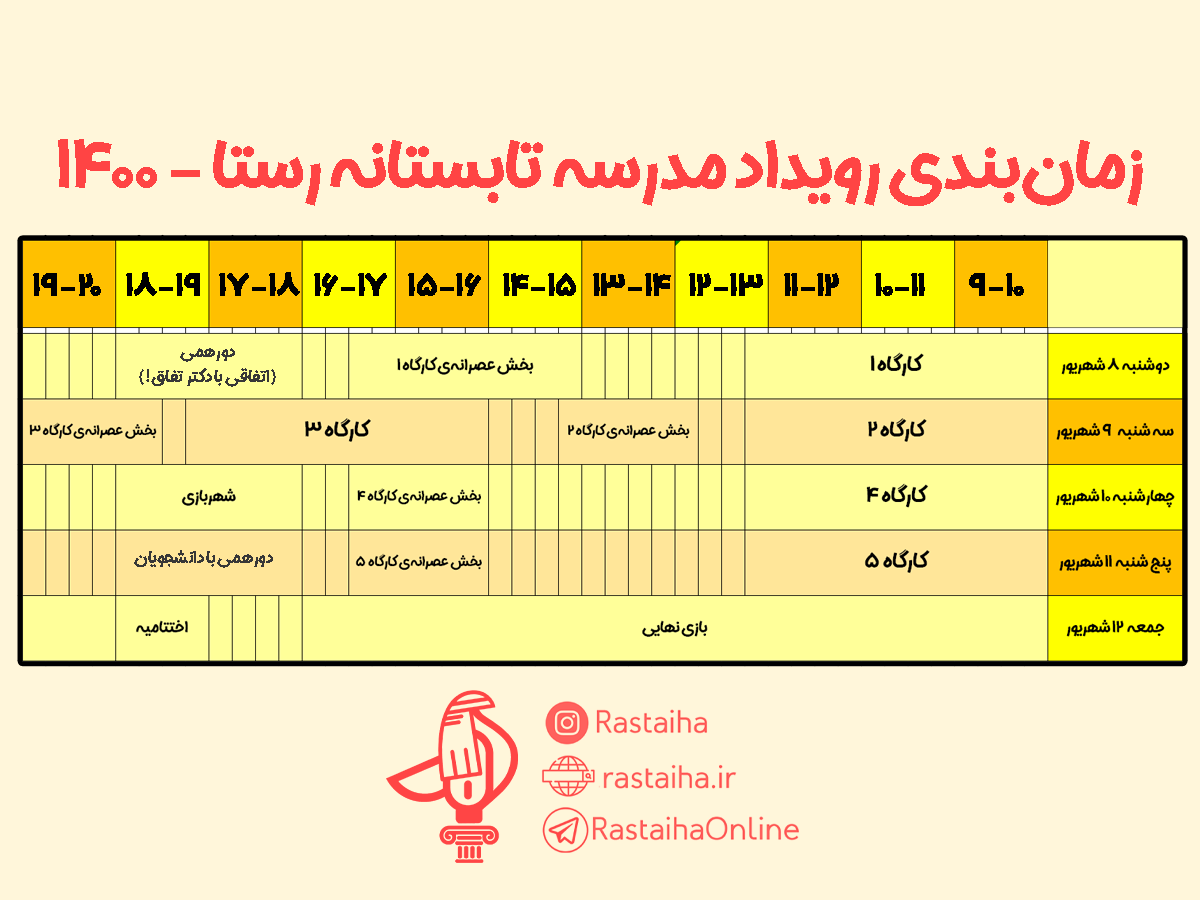 زمان‌بندی رویداد مدرسه تابستانه رستا - ۱۴۰۰
۹-۱۰ ۱۰-۱۱ ۱۱-۱۲ ۱۲-۱۳ ۱۳-۱۴ ۱۴-۱۵ ۱۵-۱۶ ۱۶-۱۷ ۱۷-۱۸ ۱۸-۱۹ ۱۹-۲۰
دوشنبه ۸ شهریور کارگاه ۱ بخش عصرانه‌ی کارگاه ۱ دورهمی
(اتفاقی با دکتر تفاق!)
سه شنبه ۹ شهریور کارگاه ۲ بخش عصرانه‌ی کارگاه ۲ کارگاه ۳ بخش عصرانه‌ی کارگاه ۳
چهارشنبه ۱۰ شهریور کارگاه ۴ بخش عصرانه‌ی کارگاه ۴ شهربازی
پنج شنبه ۱۱ شهریور کارگاه ۵ بخش عصرانه‌ی کارگاه ۵ دورهمی با دانشجویان
جمعه ۱۲ شهریور بازی نهایی اختتامیه
Rastaiha
rastaiha.ir
RastaihaOnline